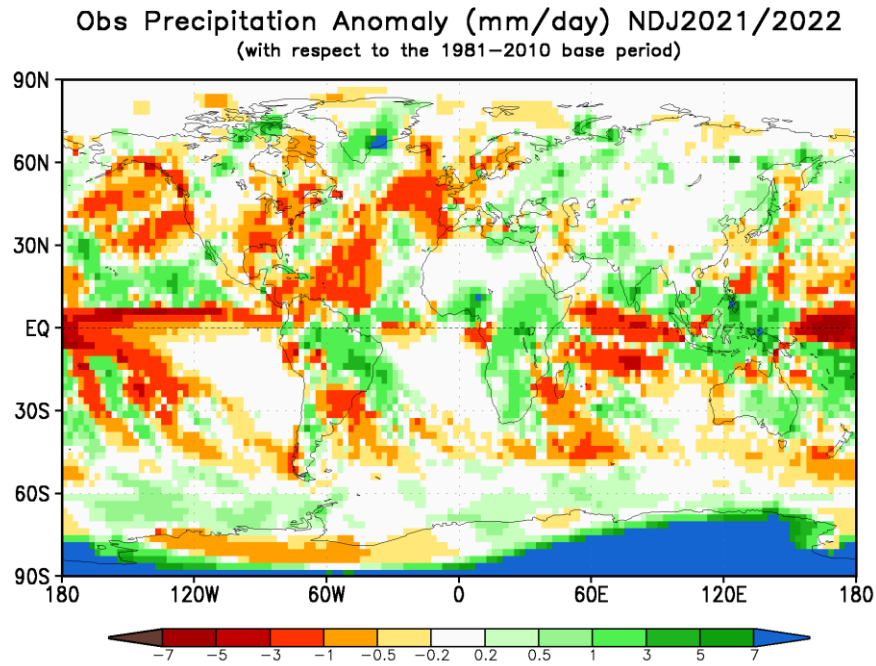 Obs Precipitation Anomaly (mm/day) NDJ2021/2022
(with respect to the 1981−2010 base period)
90N
60N
30N
EQ
30S
60S
90S
180 120W 60W 0 60E 120E 180
−7 −5 −3 −1 −0.5 −0.2 0.2 0.5 1 3 5 7